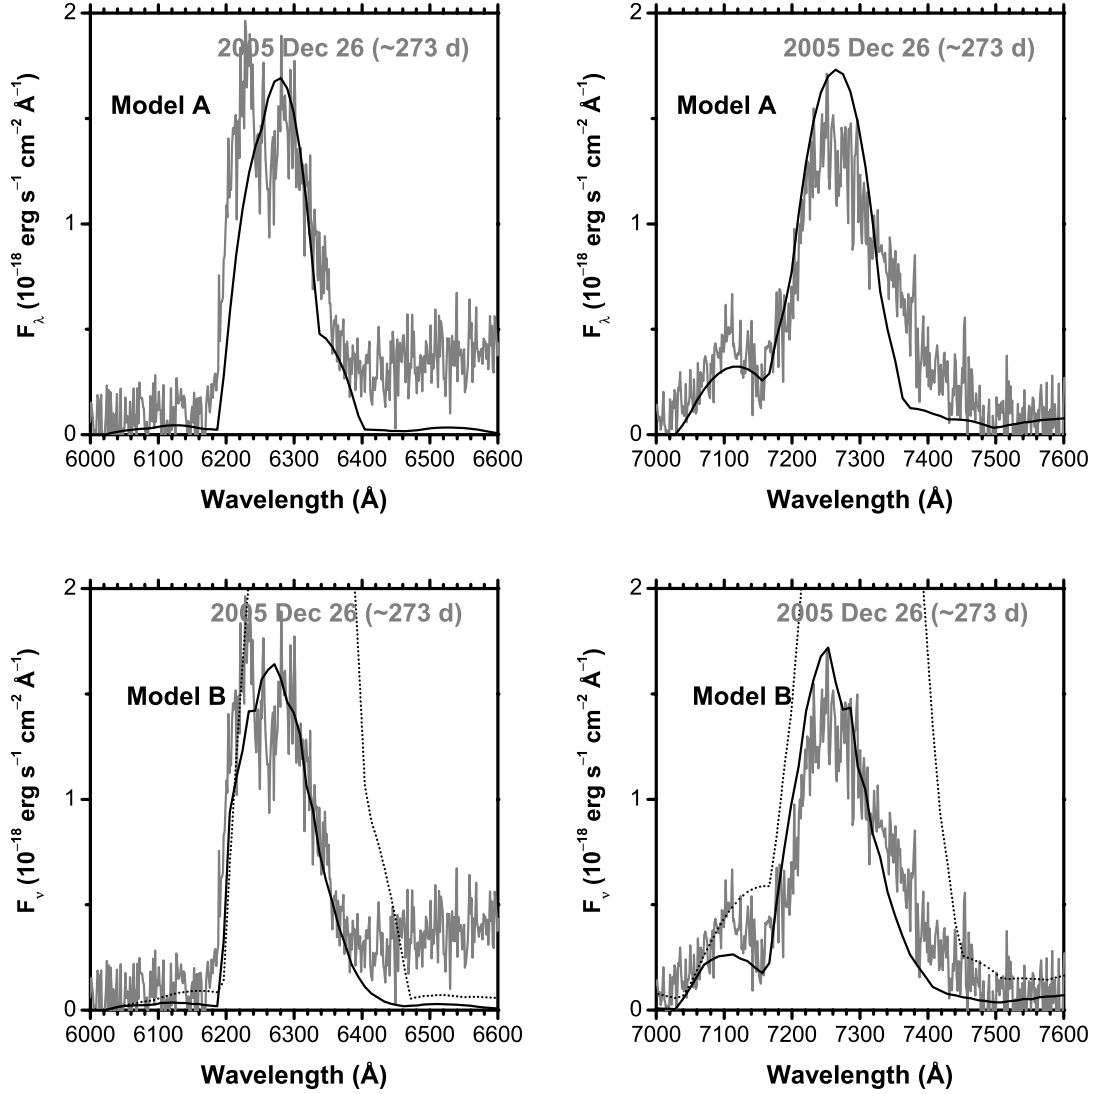 2
1
0
2005 Dec 26 (~273 d)
Model A
F_λ (10⁻¹⁸ erg s⁻¹ cm⁻² Å⁻¹)
6000 6100 6200 6300 6400 6500 6600
Wavelength (Å)
2
1
0
2005 Dec 26 (~273 d)
Model A
F_λ (10⁻¹⁸ erg s⁻¹ cm⁻² Å⁻¹)
7000 7100 7200 7300 7400 7500 7600
Wavelength (Å)
2
1
0
2005 Dec 26 (~273 d)
Model B
F_ν (10⁻¹⁸ erg s⁻¹ cm⁻² Å⁻¹)
6000 6100 6200 6300 6400 6500 6600
Wavelength (Å)
2
1
0
2005 Dec 26 (~273 d)
Model B
F_ν (10⁻¹⁸ erg s⁻¹ cm⁻² Å⁻¹)
7000 7100 7200 7300 7400 7500 7600
Wavelength (Å)